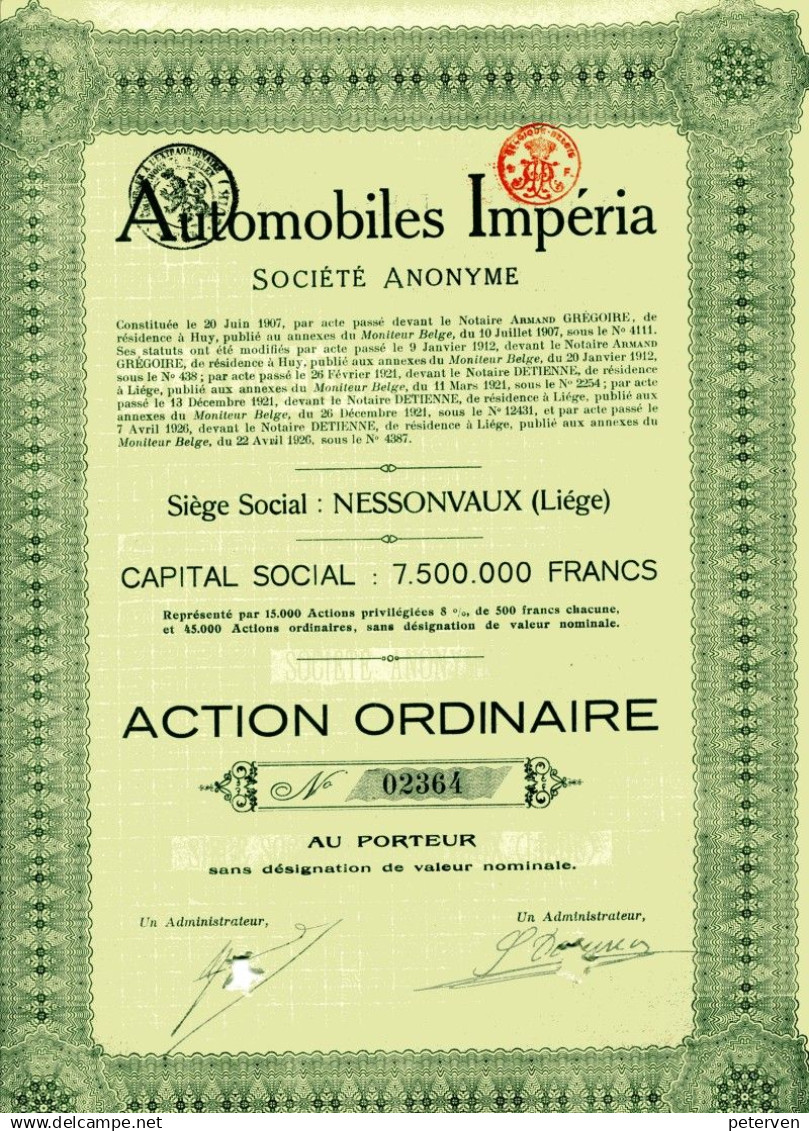 Automobiles Impéria
SOCIÉTÉ ANONYME
Constituée le 20 Juin 1907, par acte passé devant le Notaire ARMAND GRÉGOIRE, de
résidence à Huy, publié au annexes du Moniteur Belge, du 10 Juillet 1907, sous le Nº 4111.
Ses statuts ont été modifiés par acte passé le 9 Janvier 1912, devant le Notaire ARMAND
GRÉGOIRE, de résidence à Huy, publié aux annexes du Moniteur Belge, du 20 Janvier 1912,
sous le Nº 438 ; par acte passé le 26 Février 1921, devant le Notaire DETIENNE, de résidence
à Liége, publié aux annexes du Moniteur Belge, du 11 Mars 1921, sous le Nº 2254 ; par acte
passé le 13 Décembre 1921, devant le Notaire DETIENNE, de résidence à Liége, publié aux
annexes du Moniteur Belge, du 26 Décembre 1921, sous le Nº 12431, et par acte passé le
7 Avril 1926, devant le Notaire DETIENNE, de résidence à Liége, publié aux annexes du
Moniteur Belge, du 22 Avril 1926, sous le Nº 4387.
Siège Social : NESSONVAUX (Liége)
CAPITAL SOCIAL : 7.500.000 FRANCS
Représenté par 15.000 Actions privilégiées 8 %, de 500 francs chacune,
et 45.000 Actions ordinaires, sans désignation de valeur nominale.
SOCIÉTÉ ANONY
ACTION ORDINAIRE
Nº 02364
AU PORTEUR
sans désignation de valeur nominale.
Un Administrateur,
Un Administrateur,
peterven